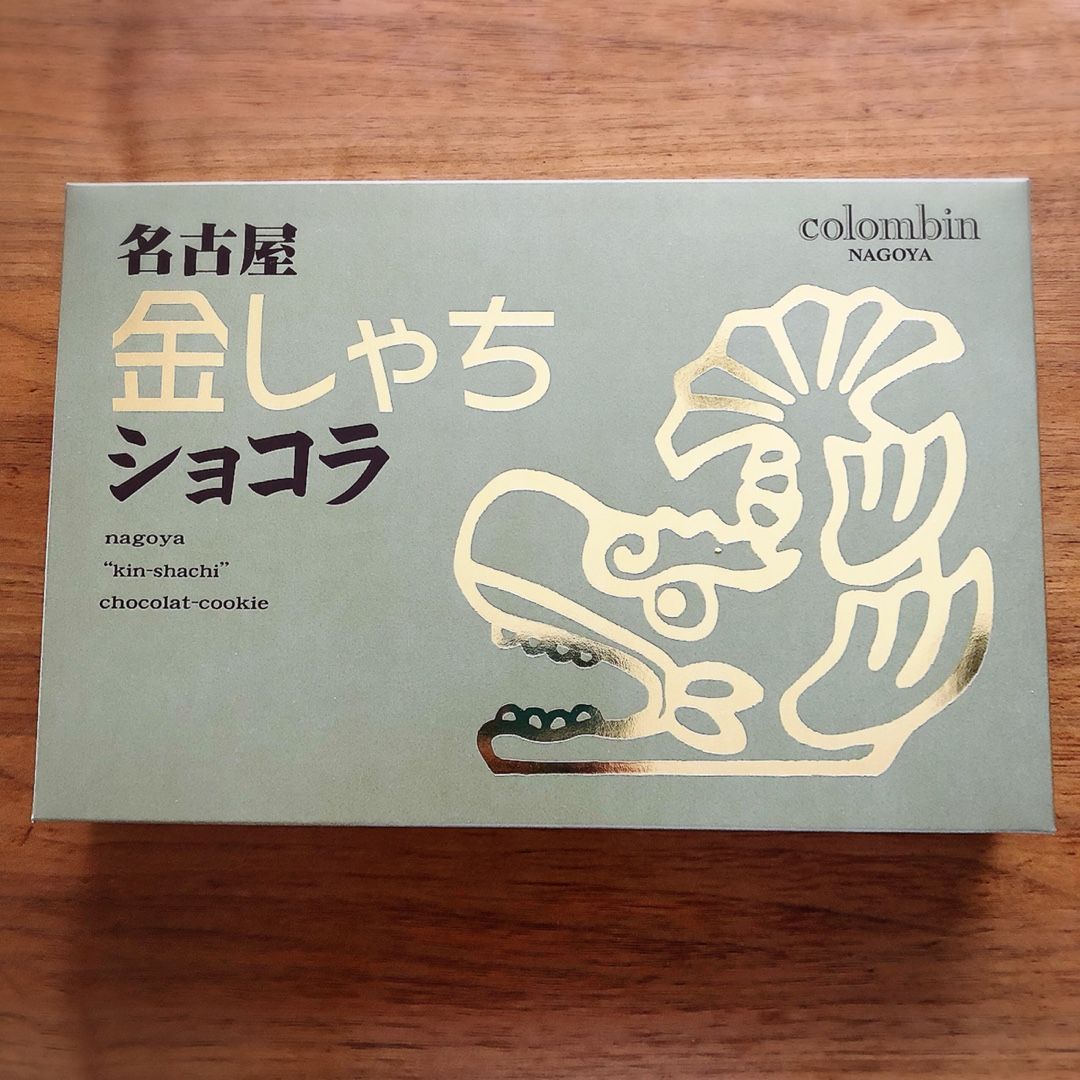 名古屋
金しゃち
ショコラ
nagoya
“kin-shachi”
chocolat-cookie
colombin
NAGOYA